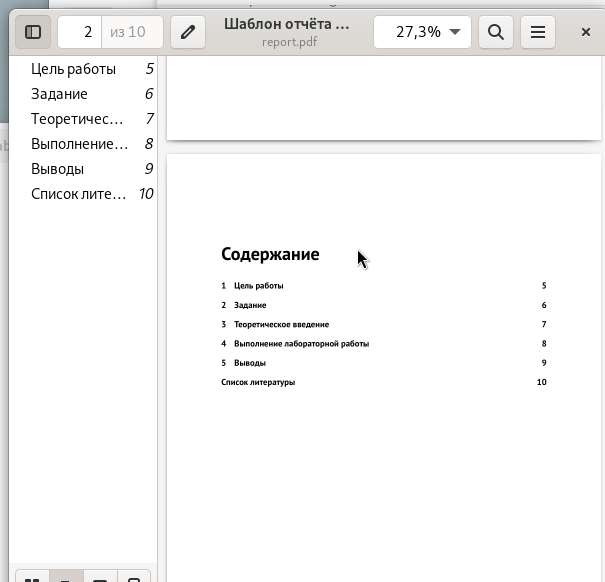 2 из 10
Шаблон отчёта ...
report.pdf
27,3%
Цель работы 5
Задание 6
Теоретичес... 7
Выполнение... 8
Выводы 9
Список лите... 10
Содержание
1 Цель работы 5
2 Задание 6
3 Теоретическое введение 7
4 Выполнение лабораторной работы 8
5 Выводы 9
Список литературы 10